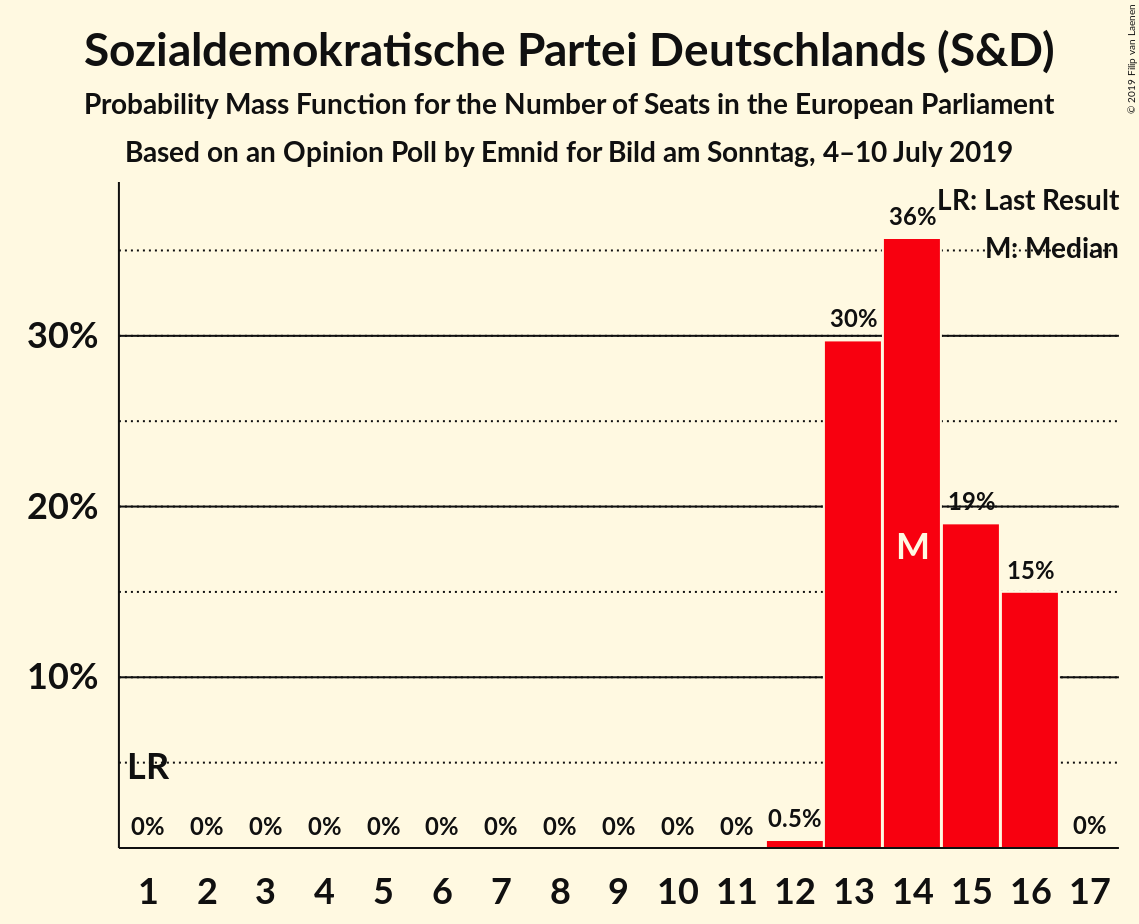 Sozialdemokratische Partei Deutschlands (S&D)
Probability Mass Function for the Number of Seats in the European Parliament
Based on an Opinion Poll by Emnid for Bild am Sonntag, 4–10 July 2019
© 2019 Filip van Laenen
LR: Last Result
M: Median
36%
30%
30%
20%
19%
M
15%
10%
LR
0% 0% 0% 0% 0% 0% 0% 0% 0% 0% 0% 0.5% 0%
1 2 3 4 5 6 7 8 9 10 11 12 13 14 15 16 17